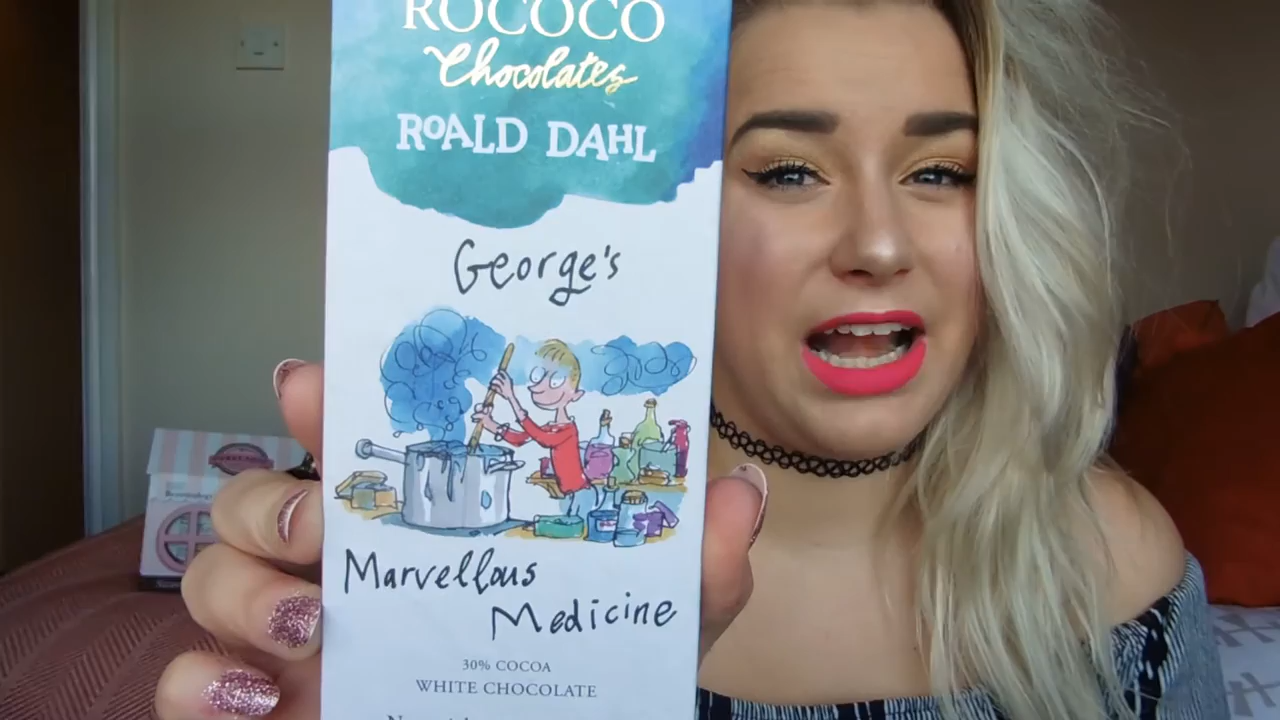 ROCOCO
Chocolates
ROALD DAHL
George's
Marvellous
Medicine
30% COCOA
WHITE CHOCOLATE